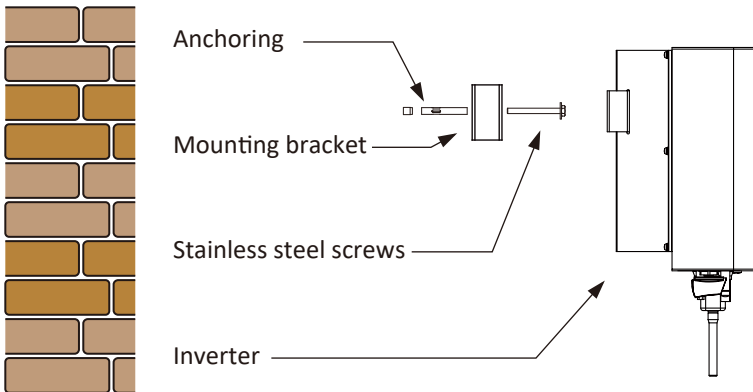 Anchoring
Mounting bracket
Stainless steel screws
Inverter